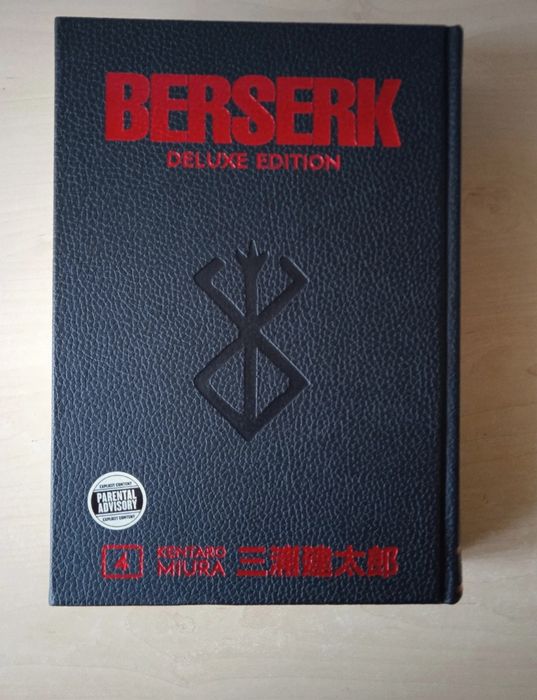 BERSERK
DELUXE EDITION
EXPLICIT CONTENT
PARENTAL
ADVISORY
EXPLICIT CONTENT
4
KENTARO
MIURA
三浦建太郎